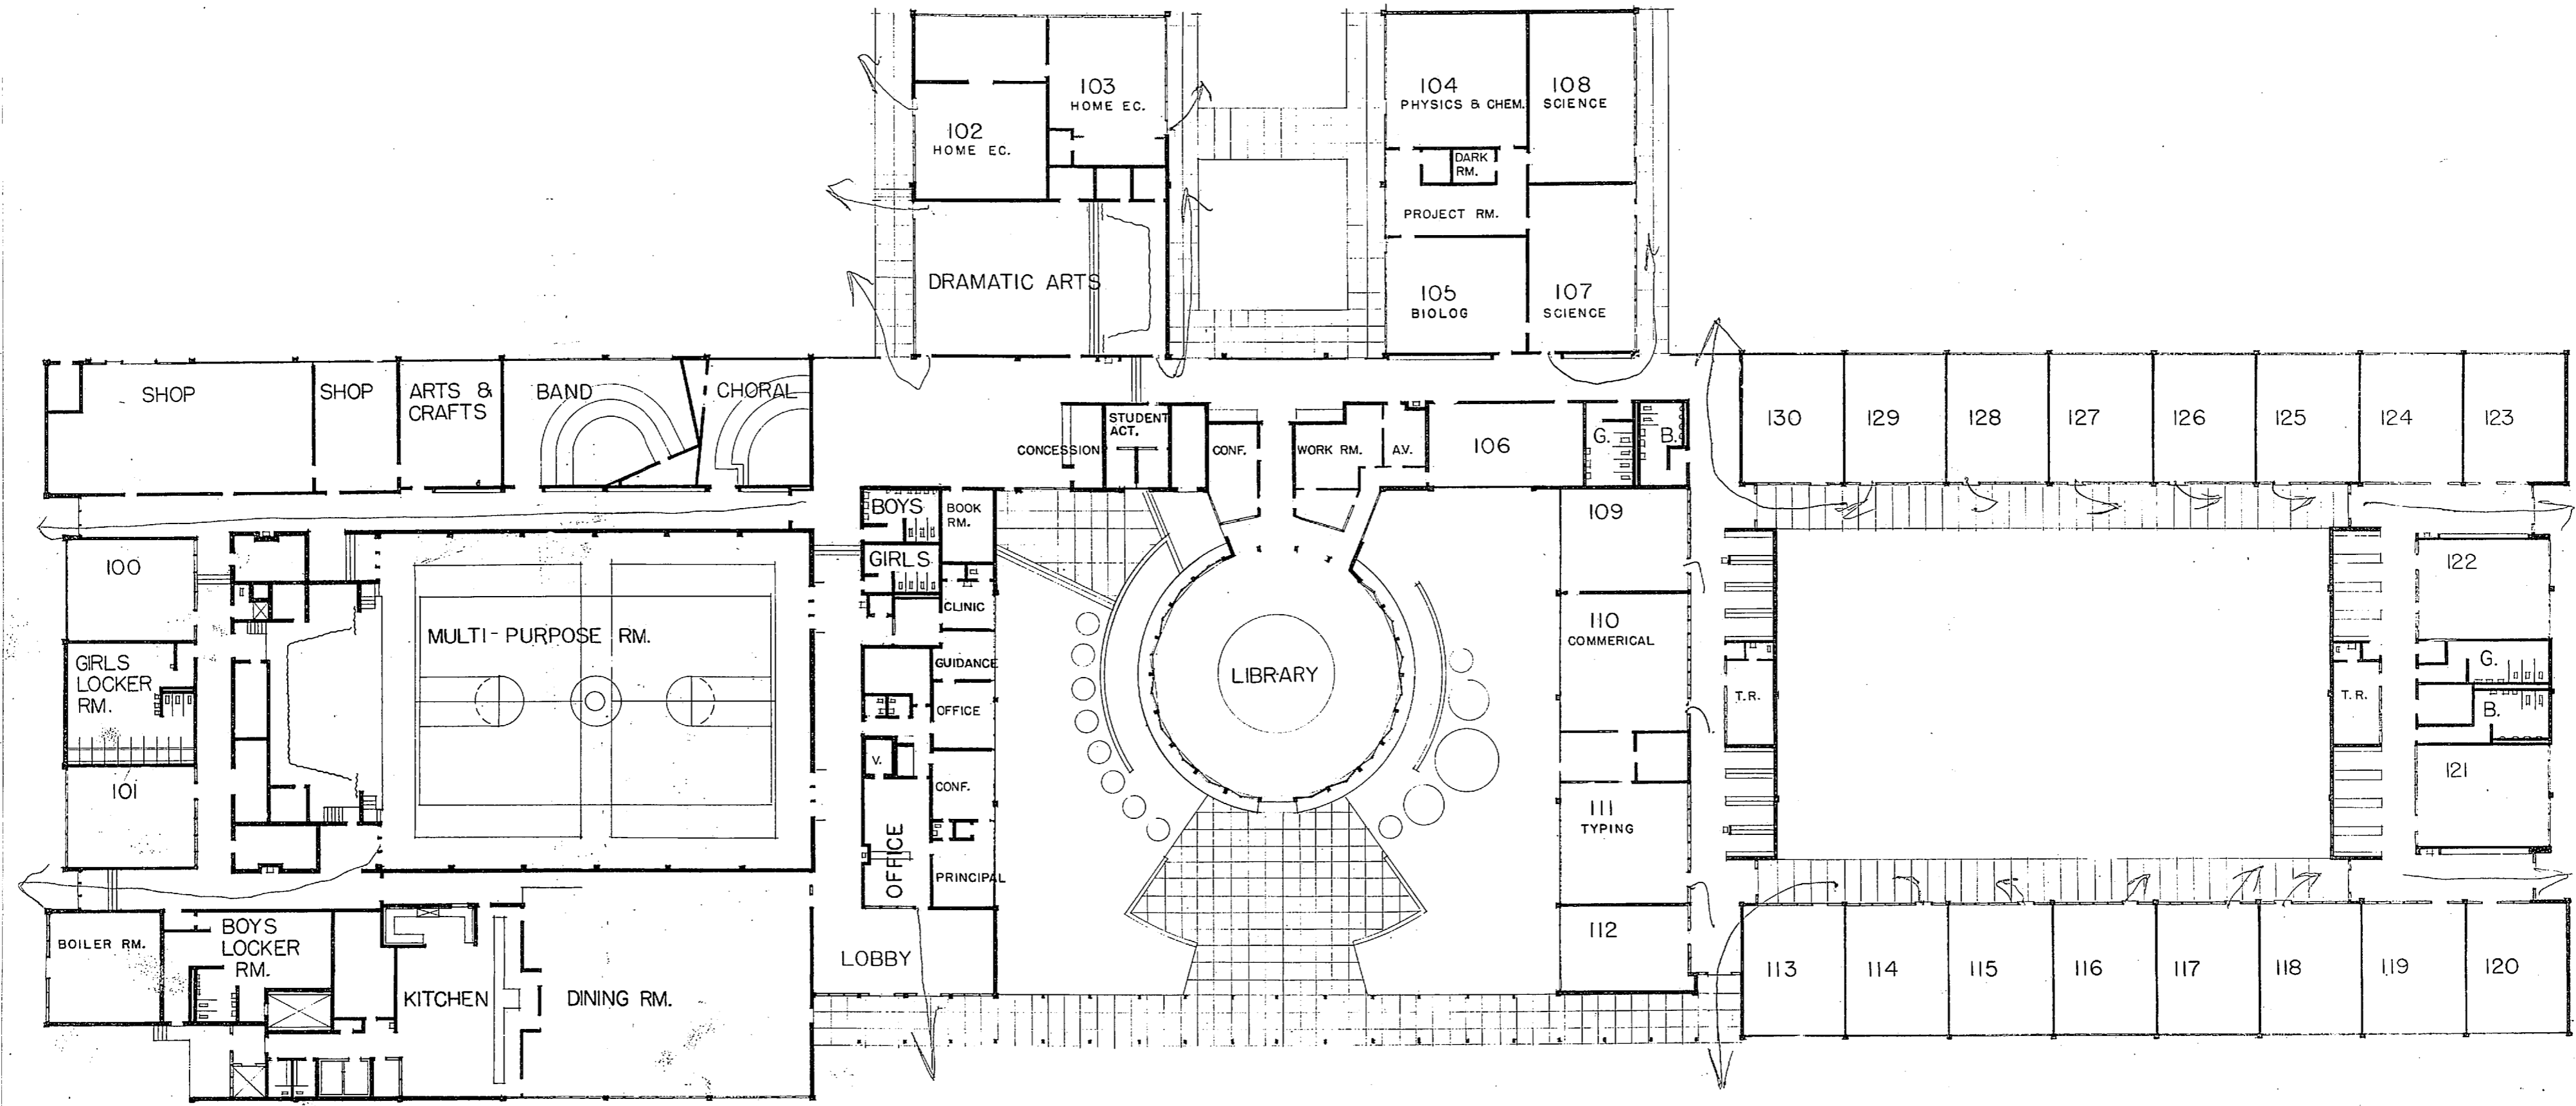 103
HOME EC.
102
HOME EC.
104
PHYSICS & CHEM.
108
SCIENCE
DARK
RM.
PROJECT RM.
DRAMATIC ARTS
105
BIOLOG
107
SCIENCE
SHOP
SHOP
ARTS &
CRAFTS
BAND
CHORAL
CONCESSION
STUDENT
ACT.
CONF.
WORK RM.
A.V.
106
G.
B.
130
129
128
127
126
125
124
123
BOYS
BOOK
RM.
GIRLS
CLINIC
GUIDANCE
OFFICE
V.
CONF.
OFFICE
PRINCIPAL
LOBBY
100
GIRLS
LOCKER
RM.
101
MULTI-PURPOSE RM.
LIBRARY
109
110
COMMERICAL
111
TYPING
112
T.R.
T.R.
122
G.
B.
121
BOILER RM.
BOYS
LOCKER
RM.
KITCHEN
DINING RM.
113
114
115
116
117
118
119
120